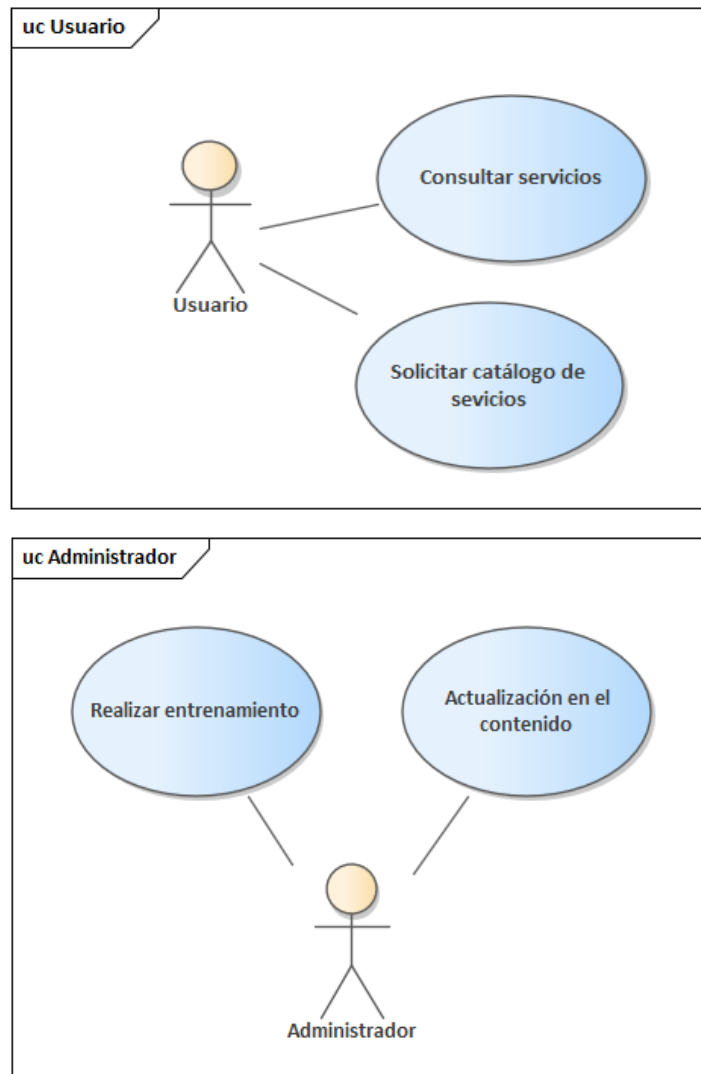 uc Usuario
Consultar servicios
Usuario
Solicitar catálogo de
sevicios
uc Administrador
Realizar entrenamiento
Actualización en el
contenido
Administrador